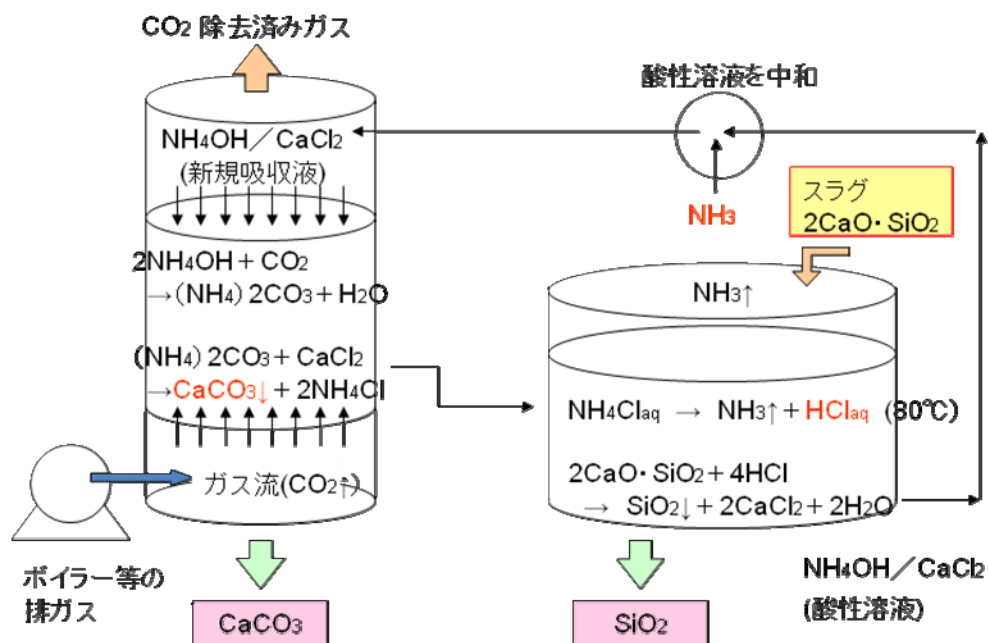 CO2 除去済みガス
NH4OH／CaCl2
(新規吸収液)
2NH4OH＋CO2
→(NH4) 2CO3＋H2O
(NH4) 2CO3＋CaCl2
→CaCO3↓＋2NH4Cl
ガス流(CO2↑)
ボイラー等の
排ガス
CaCO3
酸性溶液を中和
NH3
スラグ
2CaO・SiO2
NH3↑
NH4Claq → NH3↑＋HClaq (80℃)
2CaO・SiO2＋4HCl
→ SiO2↓＋2CaCl2＋2H2O
SiO2
NH4OH／CaCl2
(酸性溶液)